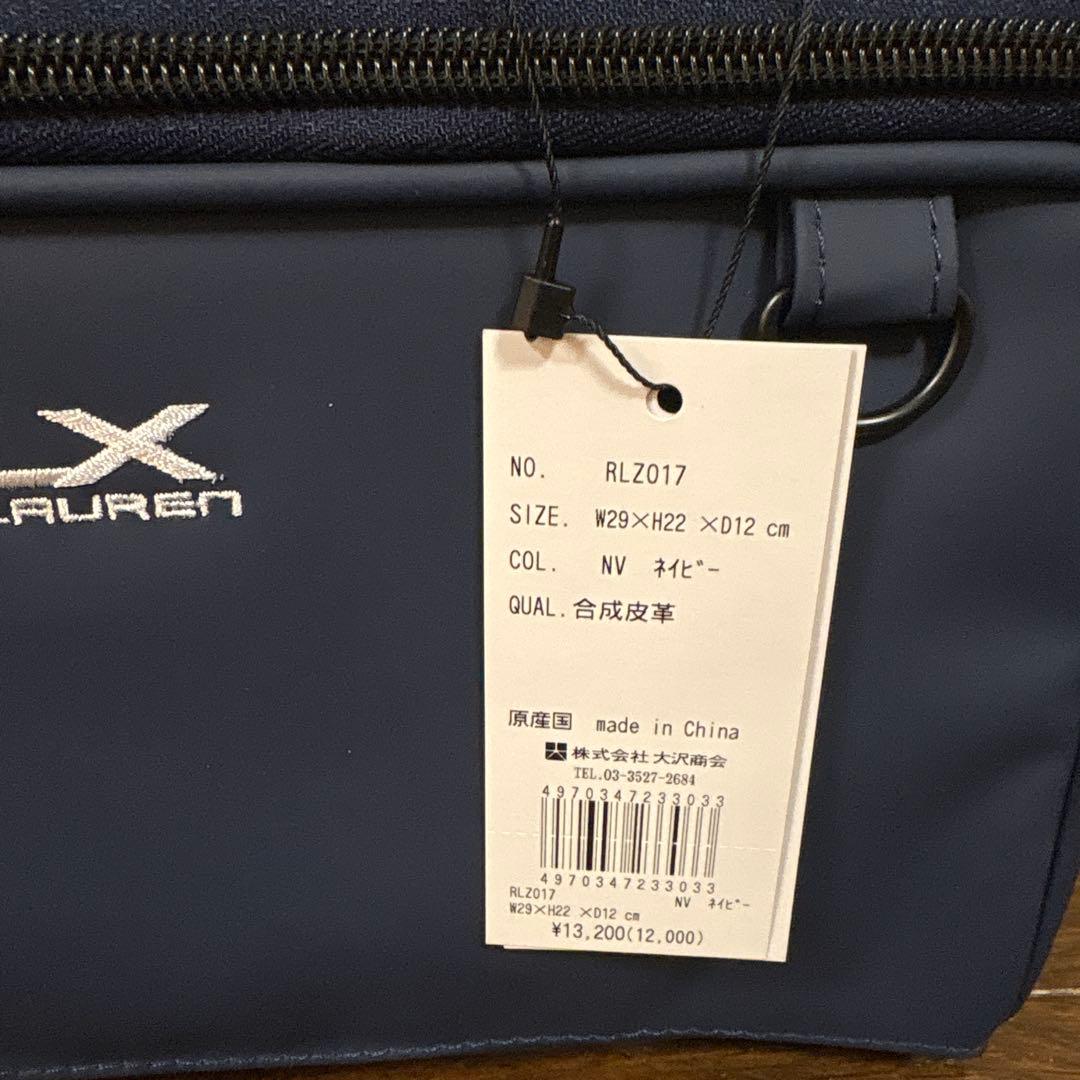 LAUREN
NO. RLZ017
SIZE. W29×H22 ×D12 cm
COL. NV ﾈｲﾋﾞｰ
QUAL.合成皮革
原産国 made in China
株式会社 大沢商会
TEL.03-3527-2684
4970347233033
4970347233033
RLZ017 NV ﾈｲﾋﾞｰ
W29×H22 ×D12 cm
¥13,200(12,000)